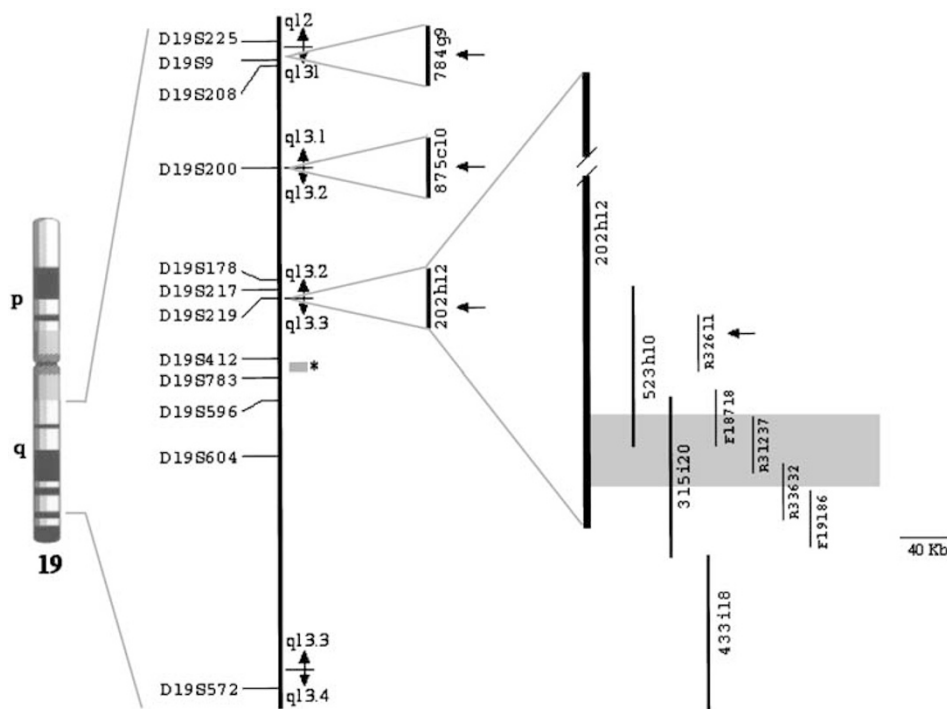 D19S225
D19S9
D19S208
D19S200
D19S178
D19S217
D19S219
D19S412
D19S783
D19S596
D19S604
D19S572
q12
q131
q13.1
q13.2
q13.2
q13.3
*
q13.3
q13.4
784g9
875c10
202h12
202h12
523h10
315i20
433i18
R32611
F18718
R31237
R33632
F19186
40 Kb
p
q
19